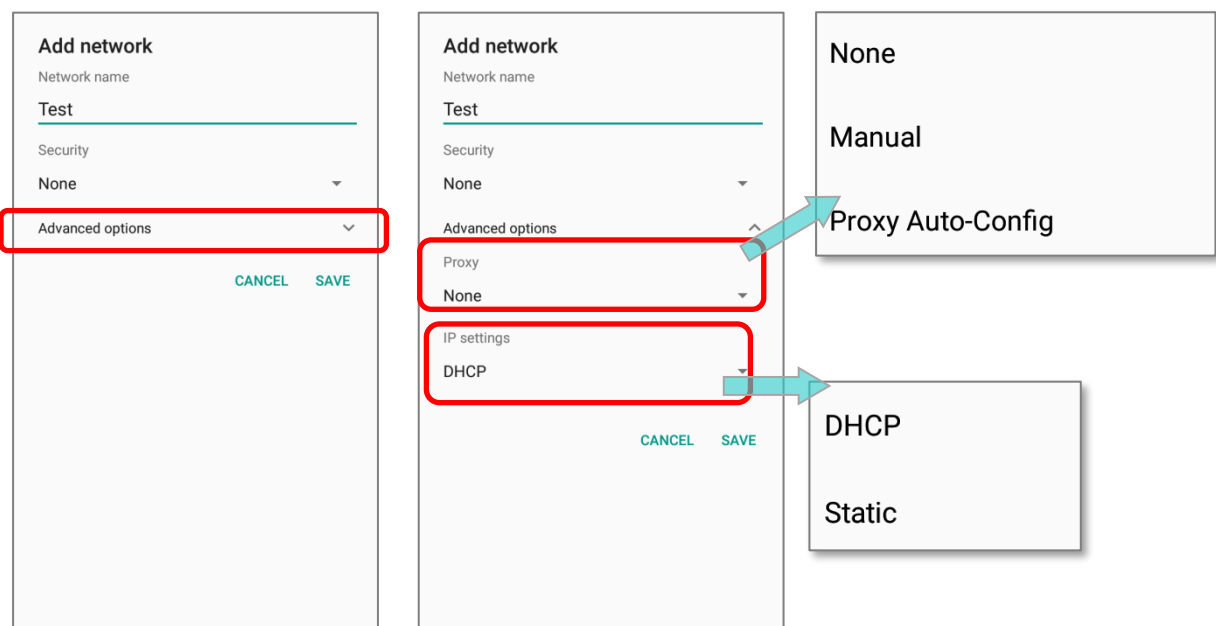 Add network
Network name
Test
Security
None
Advanced options
CANCEL SAVE
Add network
Network name
Test
Security
None
Advanced options
Proxy
None
IP settings
DHCP
CANCEL SAVE
None
Manual
Proxy Auto-Config
DHCP
Static